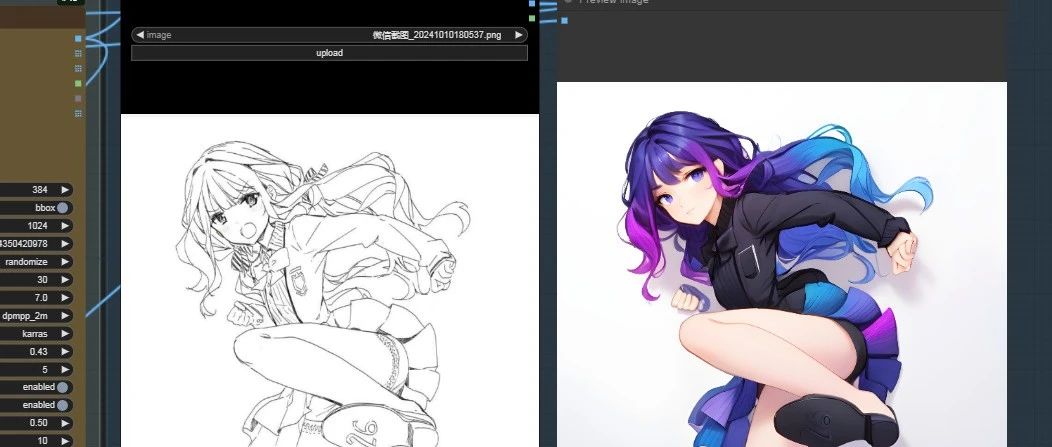 Preview Image
image
微信截图_20241010180537.png
upload
384
bbox
1024
4350420978
randomize
30
7.0
dpmpp_2m
karras
0.43
5
enabled
enabled
0.50
10